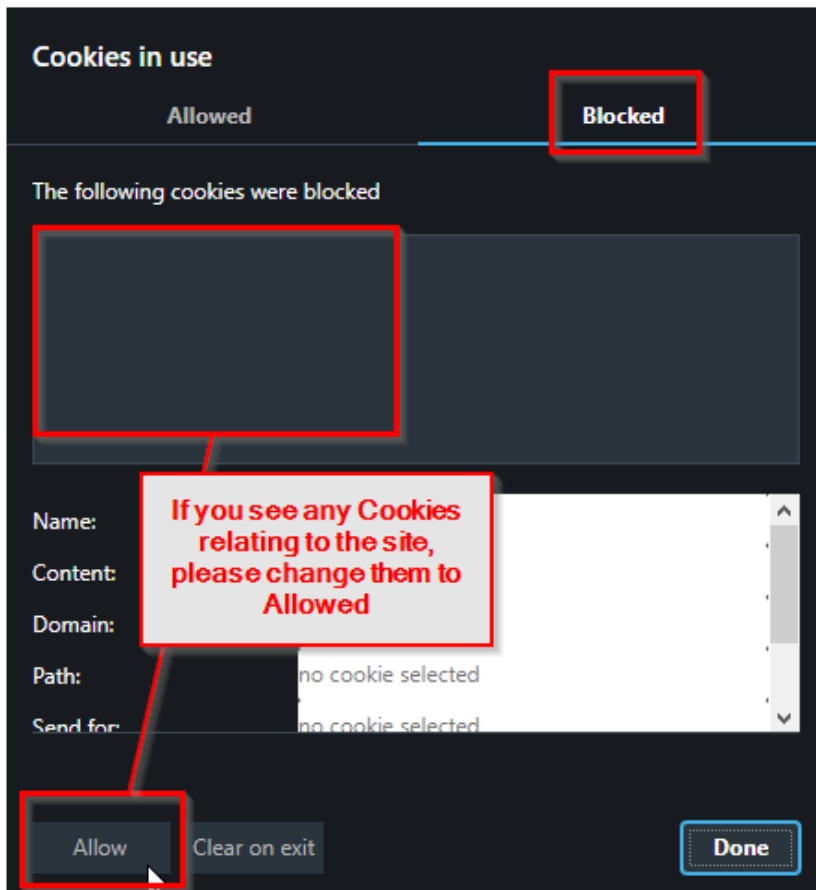 Cookies in use
Allowed
Blocked
The following cookies were blocked
If you see any Cookies
relating to the site,
please change them to
Allowed
Name:
Content:
Domain:
Path:
no cookie selected
Send for:
no cookie selected
Allow
Clear on exit
Done